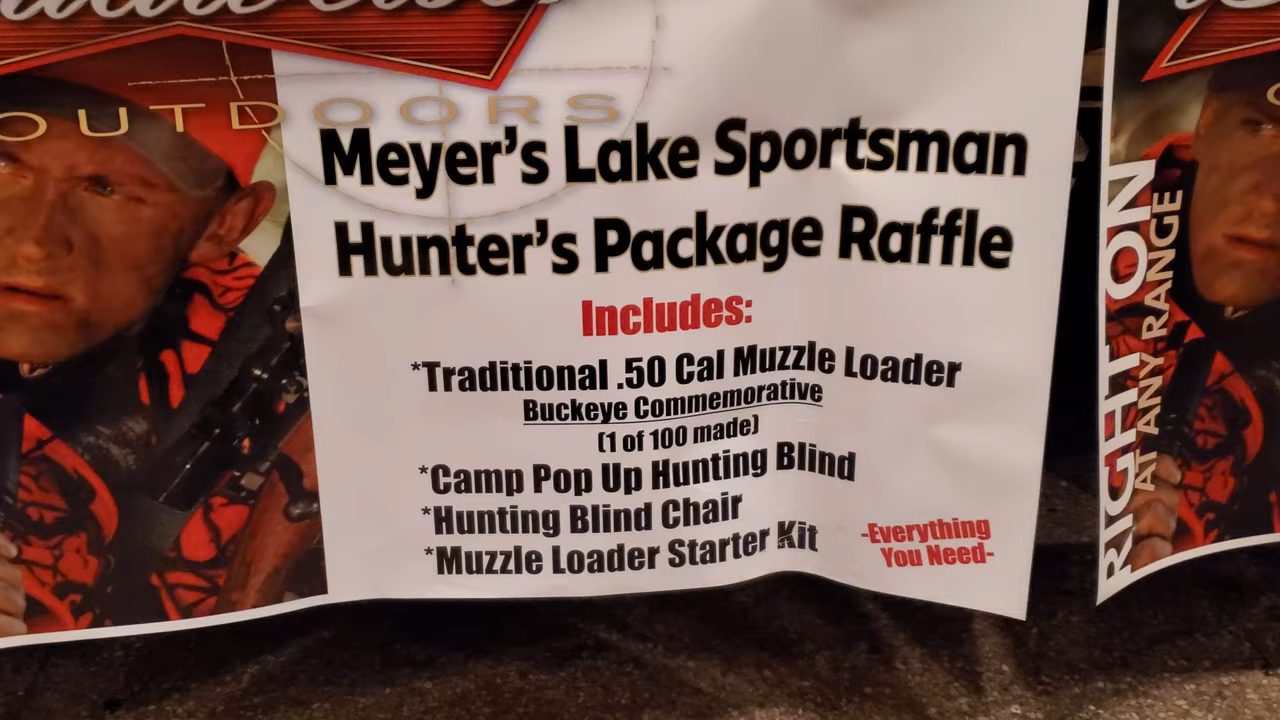 OUTDOORS
Meyer's Lake Sportsman
Hunter's Package Raffle
Includes:
*Traditional .50 Cal Muzzle Loader
Buckeye Commemorative
(1 of 100 made)
*Camp Pop Up Hunting Blind
*Hunting Blind Chair
*Muzzle Loader Starter Kit
-Everything
You Need-
RIGHT ON
AT ANY RANGE